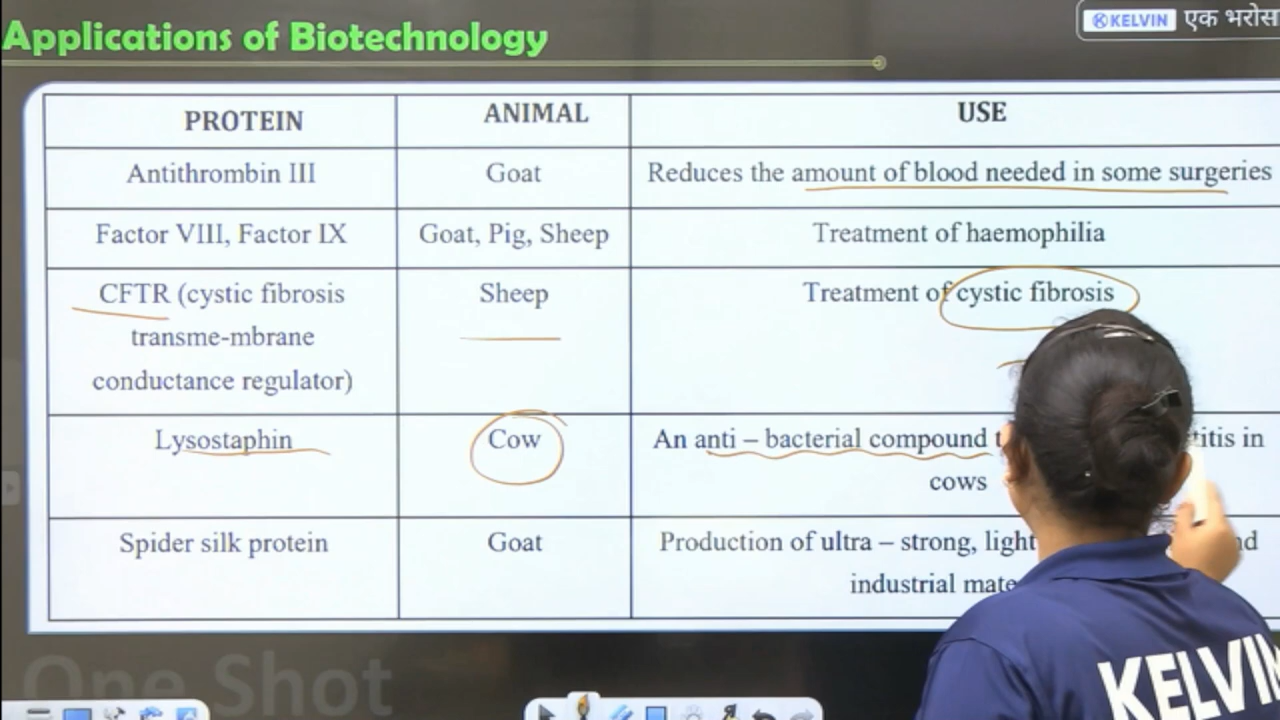 Applications of Biotechnology
KELVIN एक भरोस
PROTEIN ANIMAL USE
Antithrombin III Goat Reduces the amount of blood needed in some surgeries
Factor VIII, Factor IX Goat, Pig, Sheep Treatment of haemophilia
CFTR (cystic fibrosis Sheep Treatment of cystic fibrosis
transme-mbrane
conductance regulator)
Lysostaphin Cow An anti – bacterial compound in
cows
Spider silk protein Goat Production of ultra – strong, light
industrial
One Shot
KELVIN